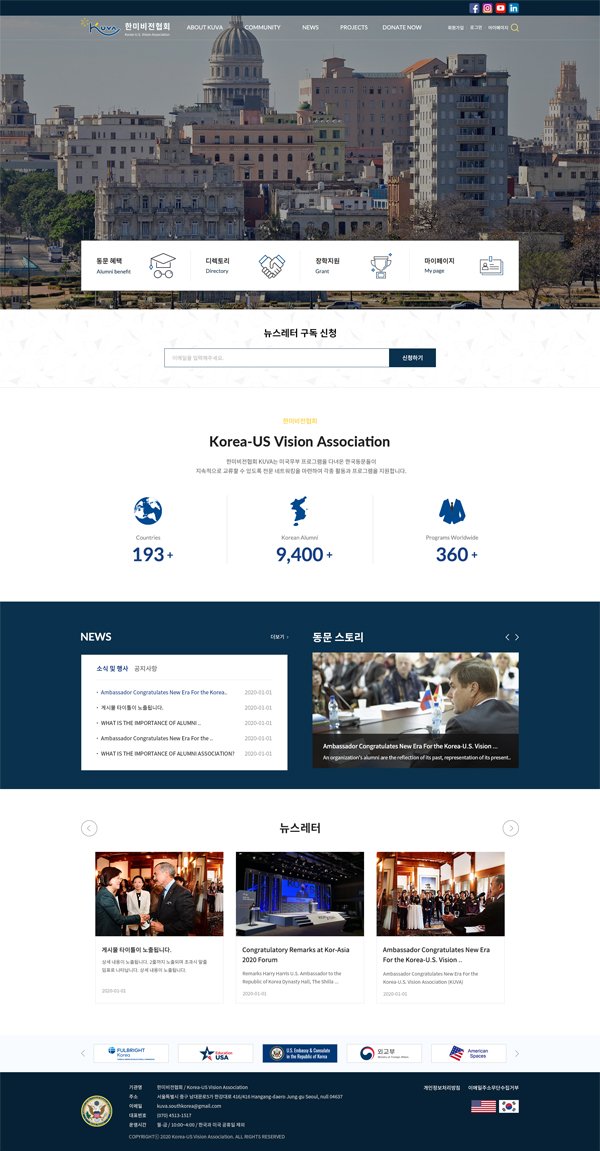 KUVA 한미비전협회
Korea-U.S. Vision Association
ABOUT KUVA COMMUNITY NEWS PROJECTS DONATE NOW
회원가입 로그인 마이페이지
동문 혜택
Alumni benefit
디렉토리
Directory
장학지원
Grant
마이페이지
My page
뉴스레터 구독 신청
이메일을 입력해주세요.
신청하기
한미비전협회
Korea-US Vision Association
한미비전협회 KUVA는 미국무부 프로그램을 다녀온 한국동문들이
지속적으로 교류할 수 있도록 전문 네트워킹을 마련하여 각종 활동과 프로그램을 지원합니다.
Countries
193 +
Korean Alumni
9,400 +
Programs Worldwide
360 +
NEWS
더보기 ›
소식 및 행사 공지사항
· Ambassador Congratulates New Era For the Korea.. 2020-01-01
· 게시물 타이틀이 노출됩니다. 2020-01-01
· WHAT IS THE IMPORTANCE OF ALUMNI .. 2020-01-01
· Ambassador Congratulates New Era For the .. 2020-01-01
· WHAT IS THE IMPORTANCE OF ALUMNI ASSOCIATION? 2020-01-01
동문 스토리
Ambassador Congratulates New Era For the Korea-U.S. Vision ...
An organization's alumni are the reflection of its past, representation of its present..
뉴스레터
게시물 타이틀이 노출됩니다.
상세 내용이 노출됩니다. 2줄까지 노출되며 초과시 말줄
임표로 나타납니다. 상세 내용이 노출됩니다.
2020-01-01
Congratulatory Remarks at Kor-Asia
2020 Forum
Remarks Harry Harris U.S. Ambassador to the
Republic of Korea Dynasty Hall, The Shilla ...
2020-01-01
Ambassador Congratulates New Era
For the Korea-U.S. Vision ..
Ambassador Congratulates New Era For the
Korea-U.S. Vision Association (KUVA)
2020-01-01
FULBRIGHT
Korea
Education
USA
U.S. Embassy & Consulate
in the Republic of Korea
외교부
Ministry of Foreign Affairs
American
Spaces
기관명 한미비전협회 / Korea-US Vision Association
주소 서울특별시 중구 남대문로5가 한강대로 416/416 Hangang-daero Jung-gu Seoul, null 04637
이메일 kuva.southkorea@gmail.com
대표번호 (070) 4513-1517
운영시간 월-금 / 10:00~4:00 / 한국과 미국 공휴일 제외
COPYRIGHTⓒ 2020 Korea-US Vision Association. ALL RIGHTS RESERVED
개인정보처리방침 이메일주소무단수집거부